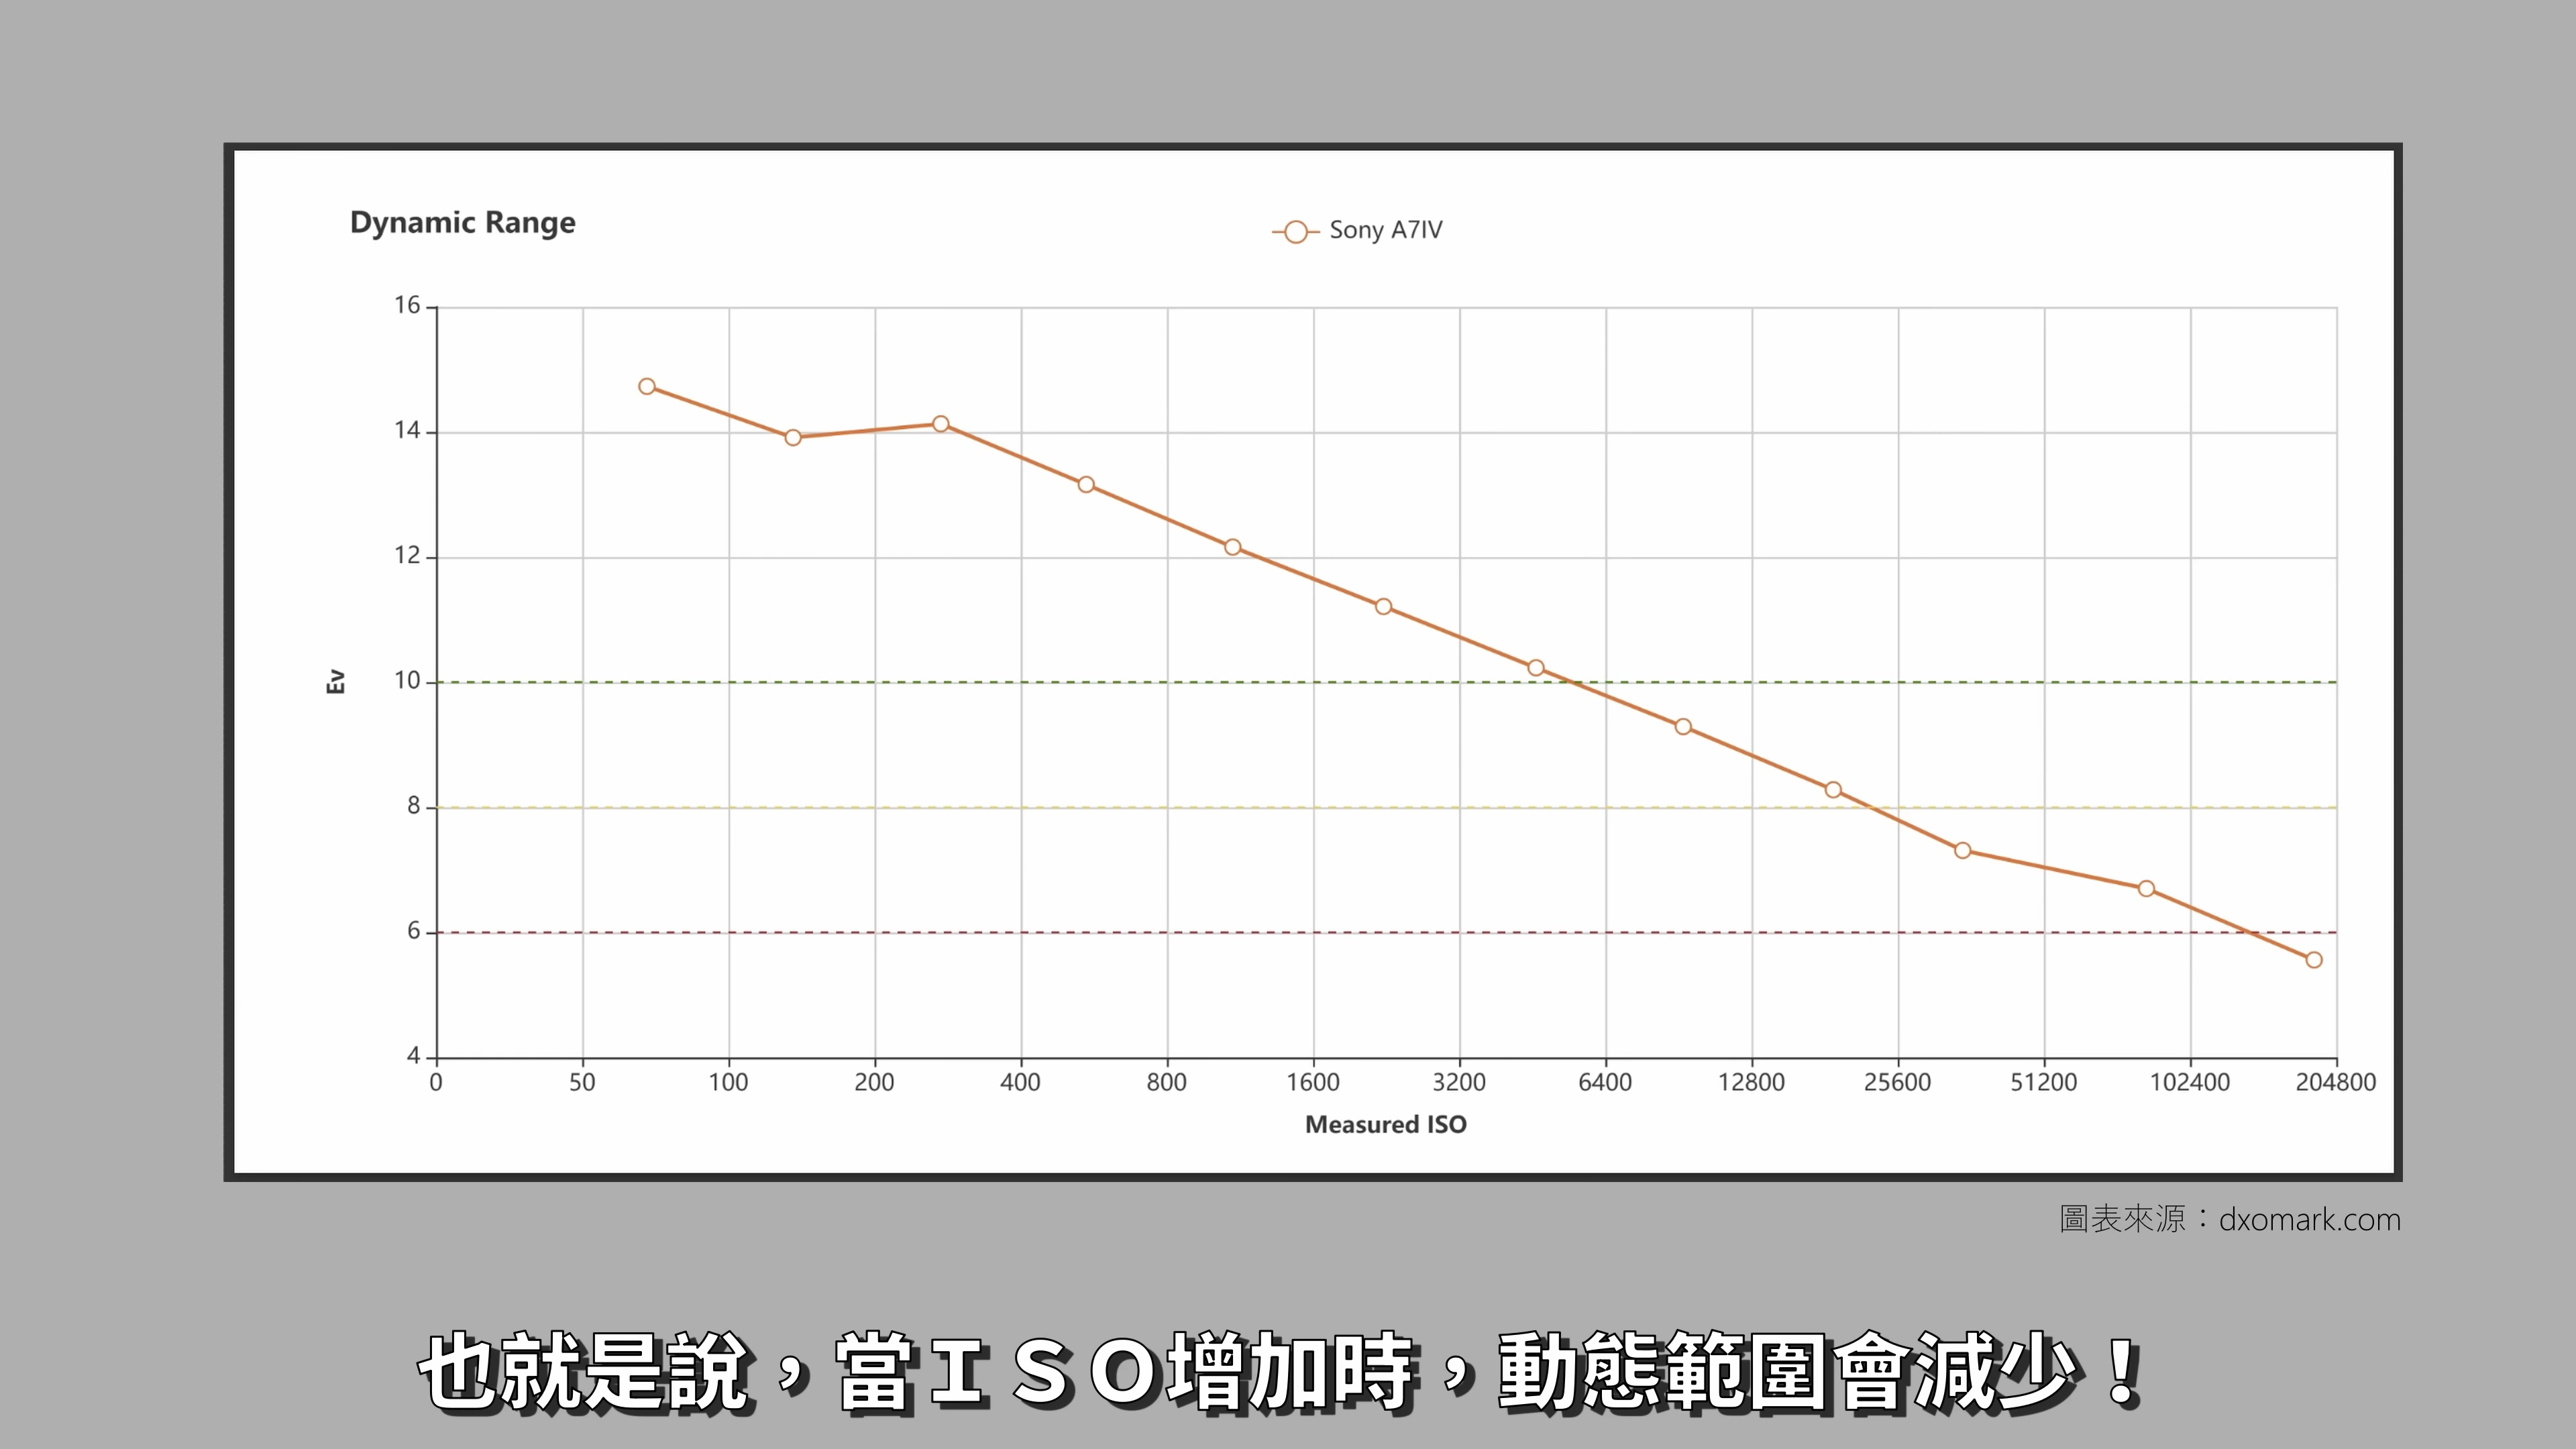 Dynamic Range
Sony A7IV
16
14
12
10
8
6
4
Ev
0 50 100 200 400 800 1600 3200 6400 12800 25600 51200 102400 204800
Measured ISO
圖表來源：dxomark.com
也就是說，當ＩＳＯ增加時，動態範圍會減少！